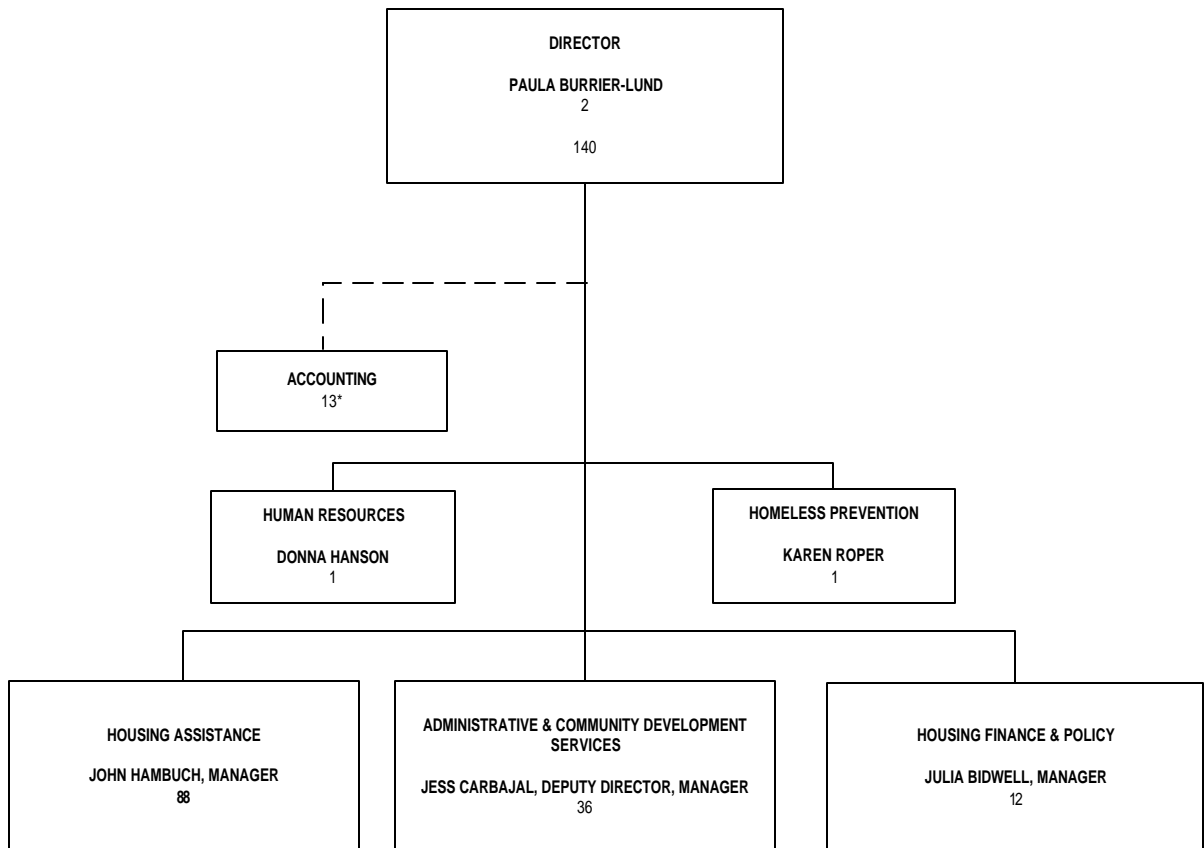 DIRECTOR
PAULA BURRIER-LUND
2
140
ACCOUNTING
13*
HUMAN RESOURCES
DONNA HANSON
1
HOMELESS PREVENTION
KAREN ROPER
1
HOUSING ASSISTANCE
JOHN HAMBUCH, MANAGER
88
ADMINISTRATIVE & COMMUNITY DEVELOPMENT
SERVICES
JESS CARBAJAL, DEPUTY DIRECTOR, MANAGER
36
HOUSING FINANCE & POLICY
JULIA BIDWELL, MANAGER
12